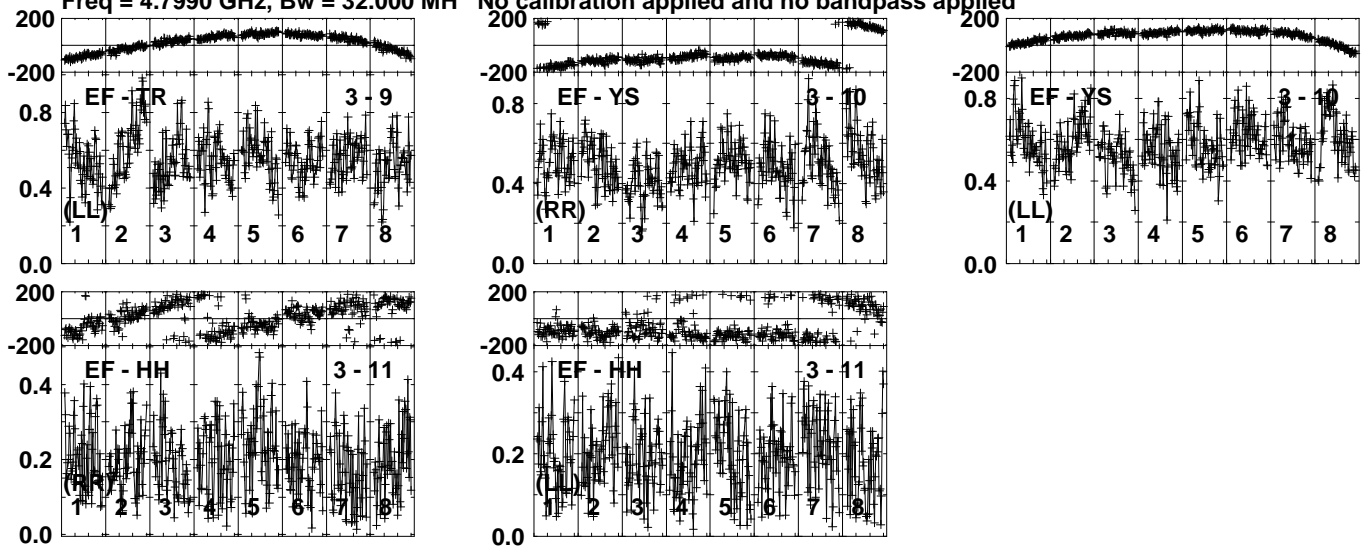 Freq = 4.7990 GHz, Bw = 32.000 MH No calibration applied and no bandpass applied
200
-200
EF - TR 3 - 9
0.8
0.4
(LL)
1 2 3 4 5 6 7 8
0.0
200
-200
EF - YS 3 - 10
0.8
0.4
(RR)
1 2 3 4 5 6 7 8
0.0
200
-200
EF - YS 3 - 10
0.8
0.4
(LL)
1 2 3 4 5 6 7 8
0.0
200
-200
EF - HH 3 - 11
0.4
0.2
(RR)
1 2 3 4 5 6 7 8
0.0
200
-200
EF - HH 3 - 11
0.4
0.2
(LL)
1 2 3 4 5 6 7 8
0.0